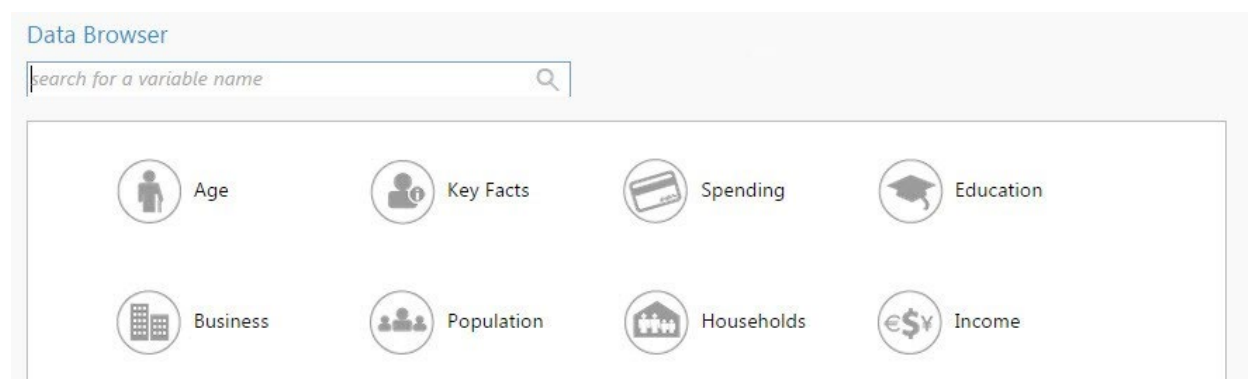 Data Browser
search for a variable name
Age Key Facts Spending Education
Business Population Households Income